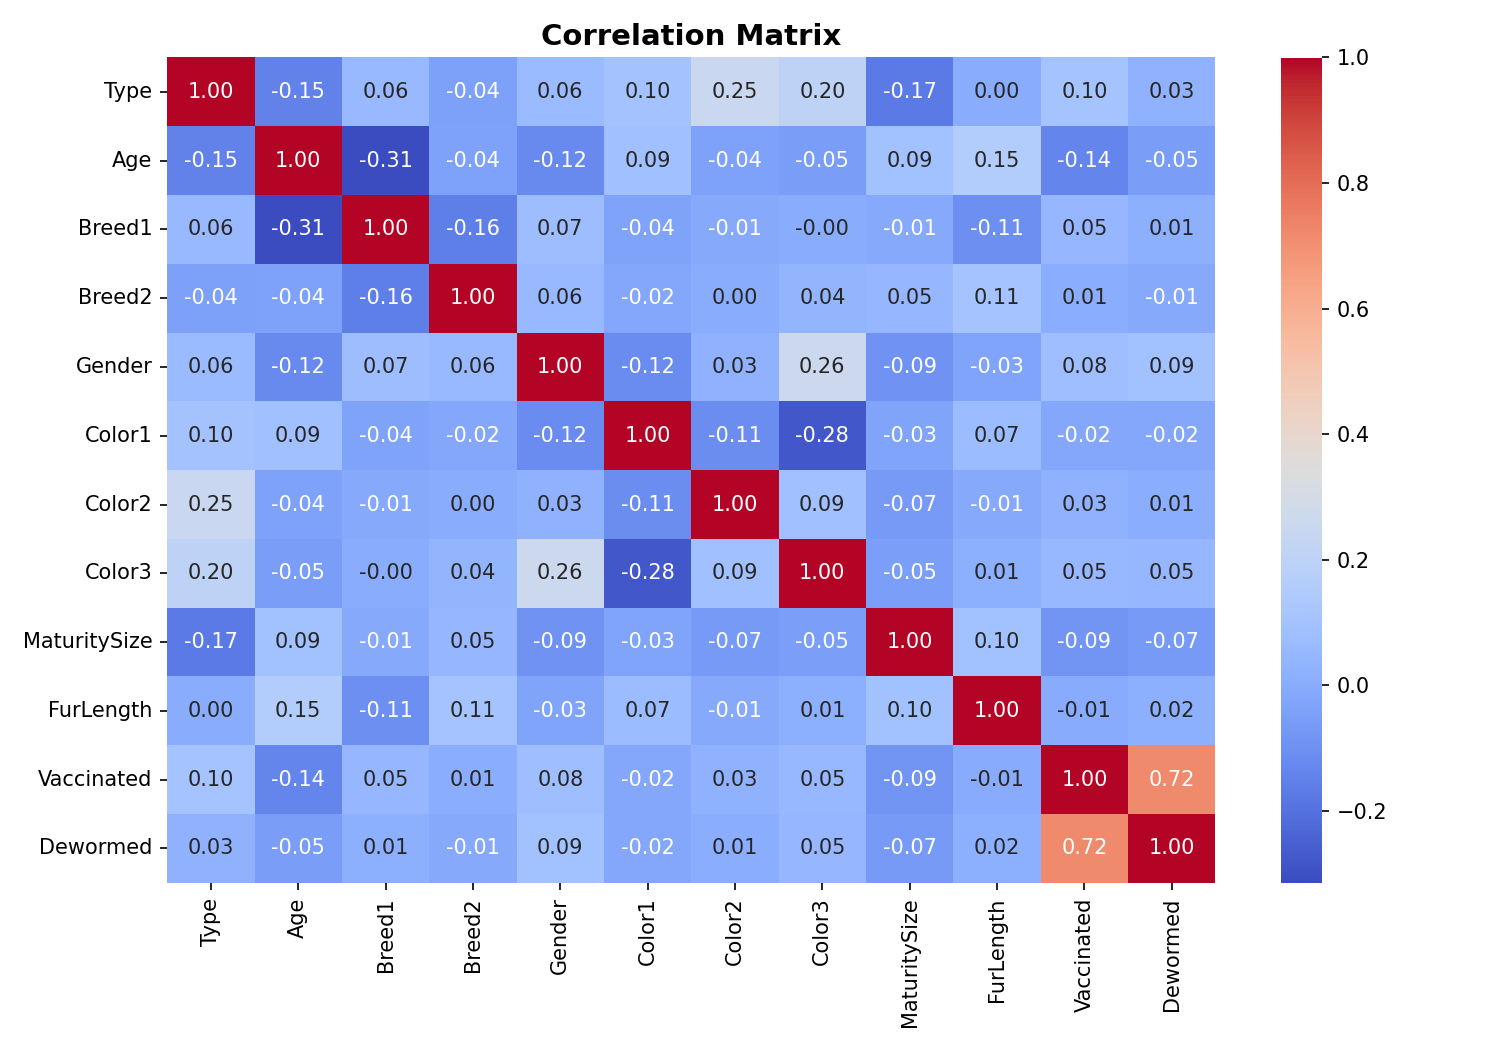 Correlation Matrix
Type 1.00 -0.15 0.06 -0.04 0.06 0.10 0.25 0.20 -0.17 0.00 0.10 0.03
Age -0.15 1.00 -0.31 -0.04 -0.12 0.09 -0.04 -0.05 0.09 0.15 -0.14 -0.05
Breed1 0.06 -0.31 1.00 -0.16 0.07 -0.04 -0.01 -0.00 -0.01 -0.11 0.05 0.01
Breed2 -0.04 -0.04 -0.16 1.00 0.06 -0.02 0.00 0.04 0.05 0.11 0.01 -0.01
Gender 0.06 -0.12 0.07 0.06 1.00 -0.12 0.03 0.26 -0.09 -0.03 0.08 0.09
Color1 0.10 0.09 -0.04 -0.02 -0.12 1.00 -0.11 -0.28 -0.03 0.07 -0.02 -0.02
Color2 0.25 -0.04 -0.01 0.00 0.03 -0.11 1.00 0.09 -0.07 -0.01 0.03 0.01
Color3 0.20 -0.05 -0.00 0.04 0.26 -0.28 0.09 1.00 -0.05 0.01 0.05 0.05
MaturitySize -0.17 0.09 -0.01 0.05 -0.09 -0.03 -0.07 -0.05 1.00 0.10 -0.09 -0.07
FurLength 0.00 0.15 -0.11 0.11 -0.03 0.07 -0.01 0.01 0.10 1.00 -0.01 0.02
Vaccinated 0.10 -0.14 0.05 0.01 0.08 -0.02 0.03 0.05 -0.09 -0.01 1.00 0.72
Dewormed 0.03 -0.05 0.01 -0.01 0.09 -0.02 0.01 0.05 -0.07 0.02 0.72 1.00
Type Age Breed1 Breed2 Gender Color1 Color2 Color3 MaturitySize FurLength Vaccinated Dewormed
1.0
0.8
0.6
0.4
0.2
0.0
−0.2